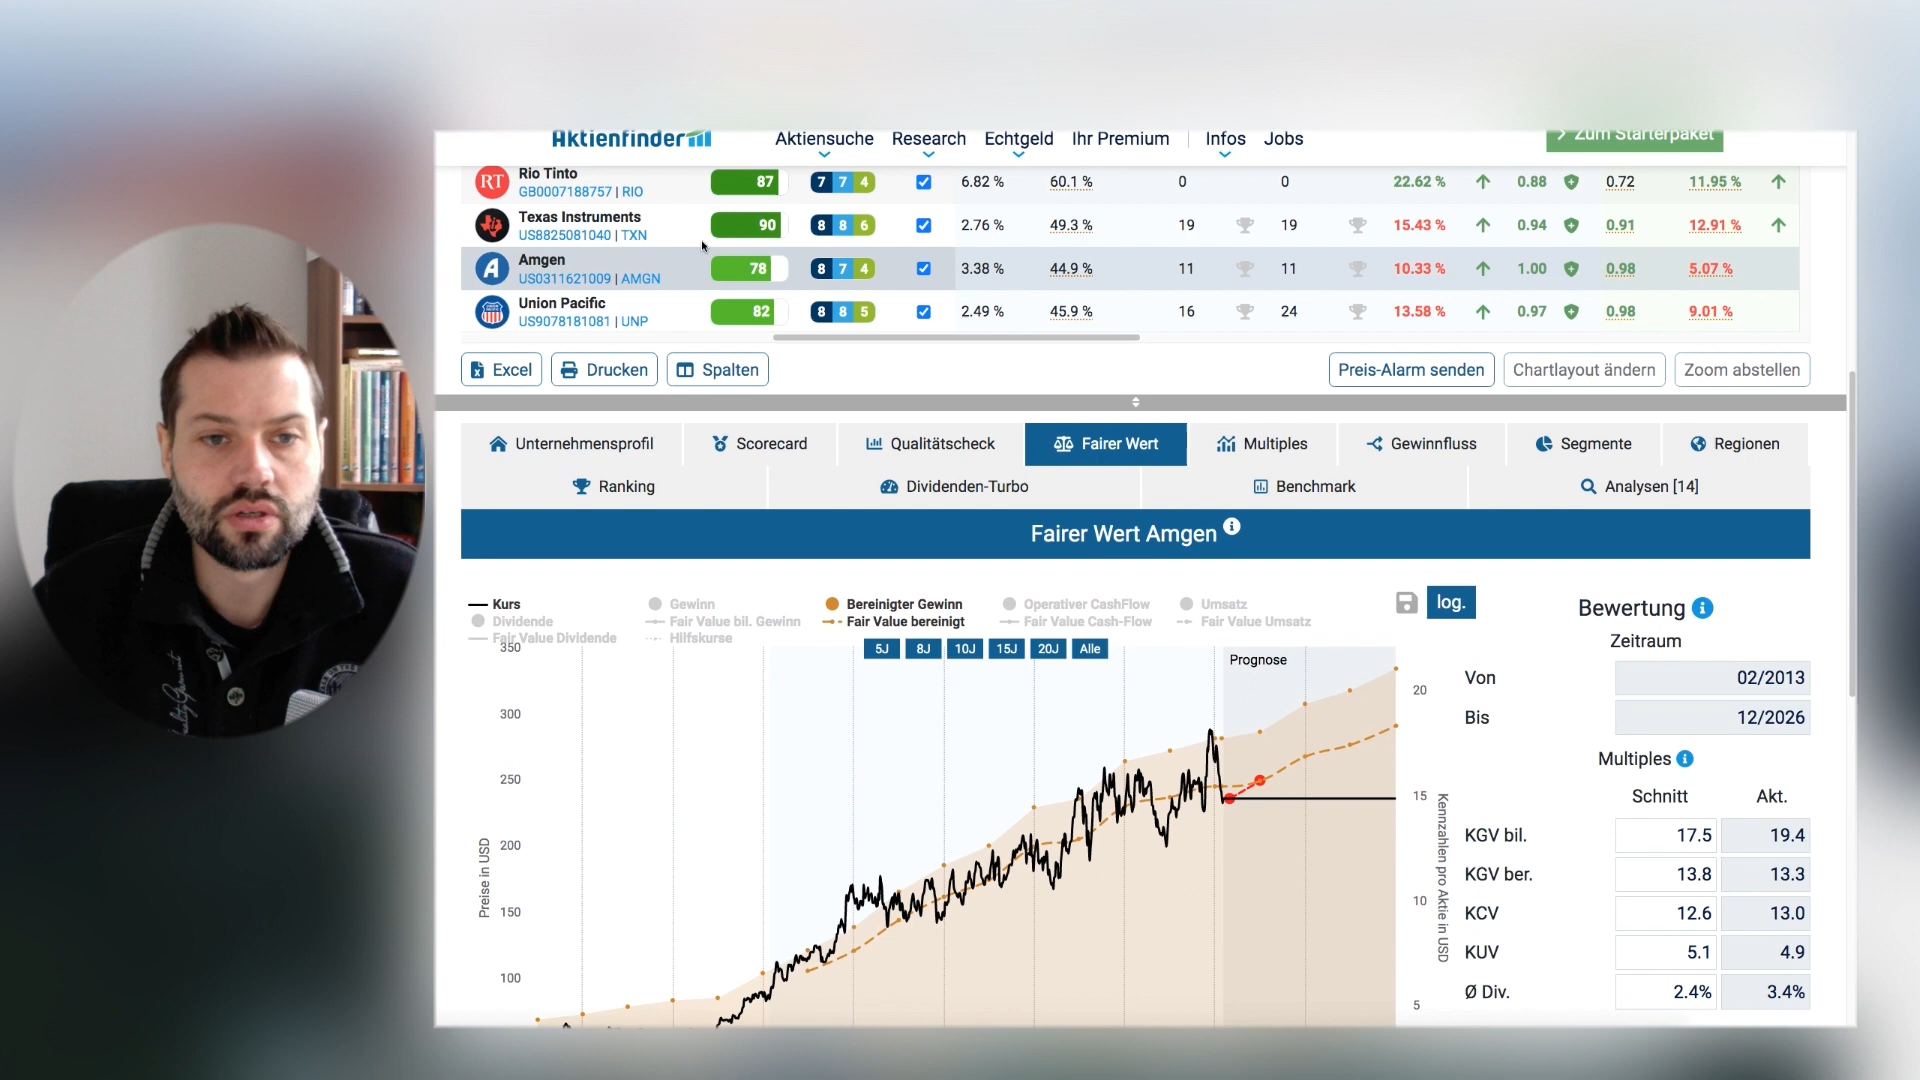 Aktienfinder
Aktiensuche Research Echtgeld Ihr Premium Infos Jobs
Zum Starterpaket
RT Rio Tinto 87 7 7 4 6.82 % 60.1 % 0 0 22.62 % 0.88 0.72 11.95 %
GB0007188757 | RIO
Texas Instruments 90 8 8 6 2.76 % 49.3 % 19 19 15.43 % 0.94 0.91 12.91 %
US8825081040 | TXN
A Amgen 78 8 7 4 3.38 % 44.9 % 11 11 10.33 % 1.00 0.98 5.07 %
US0311621009 | AMGN
Union Pacific 82 8 8 5 2.49 % 45.9 % 16 24 13.58 % 0.97 0.98 9.01 %
US9078181081 | UNP
Excel Drucken Spalten Preis-Alarm senden Chartlayout ändern Zoom abstellen
Unternehmensprofil Scorecard Qualitätscheck Fairer Wert Multiples Gewinnfluss Segmente Regionen
Ranking Dividenden-Turbo Benchmark Analysen [14]
Fairer Wert Amgen
Kurs Gewinn Bereinigter Gewinn Operativer CashFlow Umsatz
Dividende Fair Value bil. Gewinn Fair Value bereinigt Fair Value Cash-Flow Fair Value Umsatz
Fair Value Dividende Hilfskurse
log.
5J 8J 10J 15J 20J Alle
Prognose
350
300
250
200
150
100
Preise in USD
20
15
10
5
Kennzahlen pro Aktie in USD
Bewertung
Zeitraum
Von 02/2013
Bis 12/2026
Multiples
Schnitt Akt.
KGV bil. 17.5 19.4
KGV ber. 13.8 13.3
KCV 12.6 13.0
KUV 5.1 4.9
Ø Div. 2.4% 3.4%